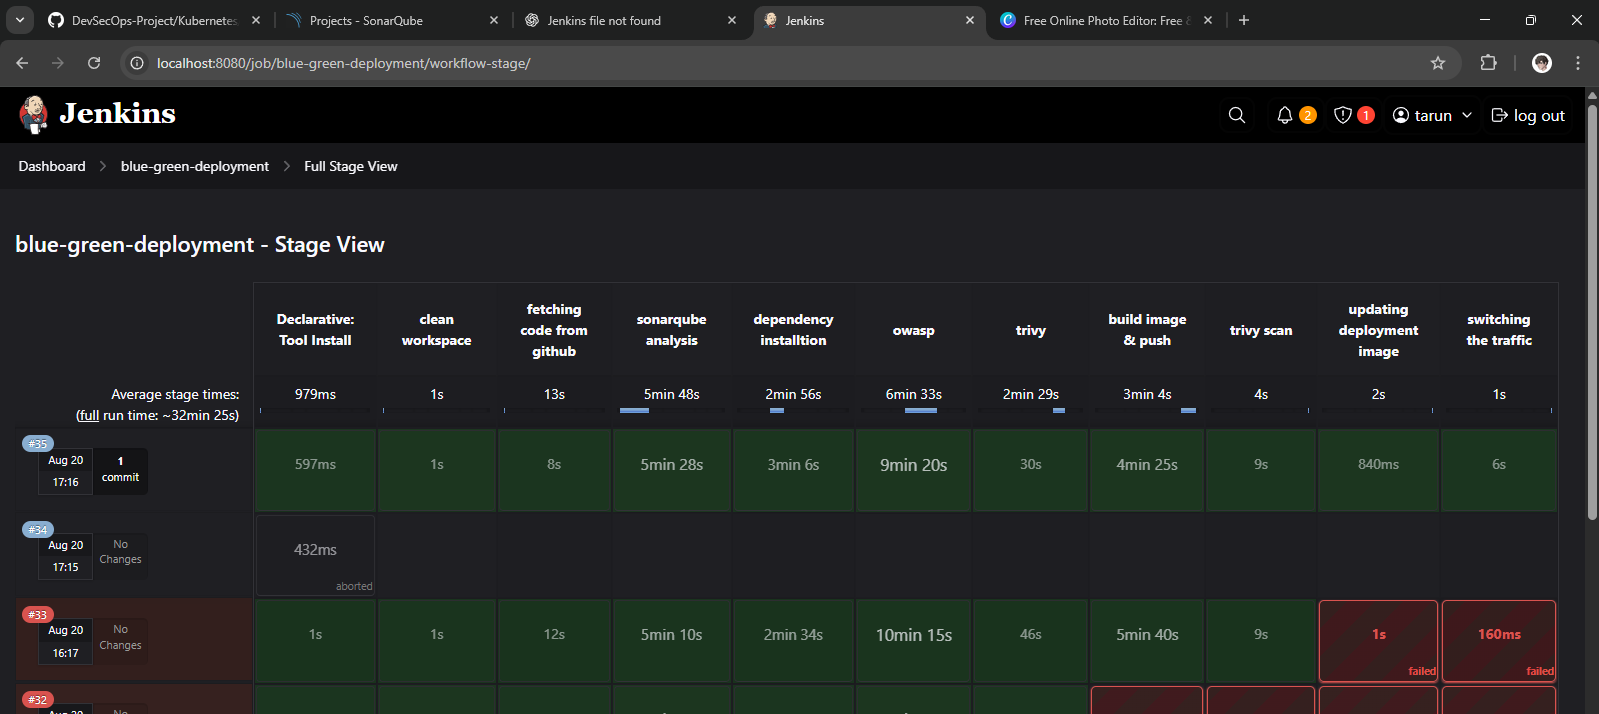 DevSecOps-Project/Kubernetes
Projects - SonarQube
Jenkins file not found
Jenkins
Free Online Photo Editor: Free
localhost:8080/job/blue-green-deployment/workflow-stage/
Jenkins
2
1
tarun
log out
Dashboard
blue-green-deployment
Full Stage View
blue-green-deployment - Stage View
Declarative:
Tool Install
clean
workspace
fetching
code from
github
sonarqube
analysis
dependency
installtion
owasp
trivy
build image
& push
trivy scan
updating
deployment
image
switching
the traffic
Average stage times:
(full run time: ~32min 25s)
979ms
1s
13s
5min 48s
2min 56s
6min 33s
2min 29s
3min 4s
4s
2s
1s
#35
Aug 20
17:16
1
commit
597ms
1s
8s
5min 28s
3min 6s
9min 20s
30s
4min 25s
9s
840ms
6s
#34
Aug 20
17:15
No
Changes
432ms
aborted
#33
Aug 20
16:17
No
Changes
1s
1s
12s
5min 10s
2min 34s
10min 15s
46s
5min 40s
9s
1s
failed
160ms
failed
#32
Aug 20
No